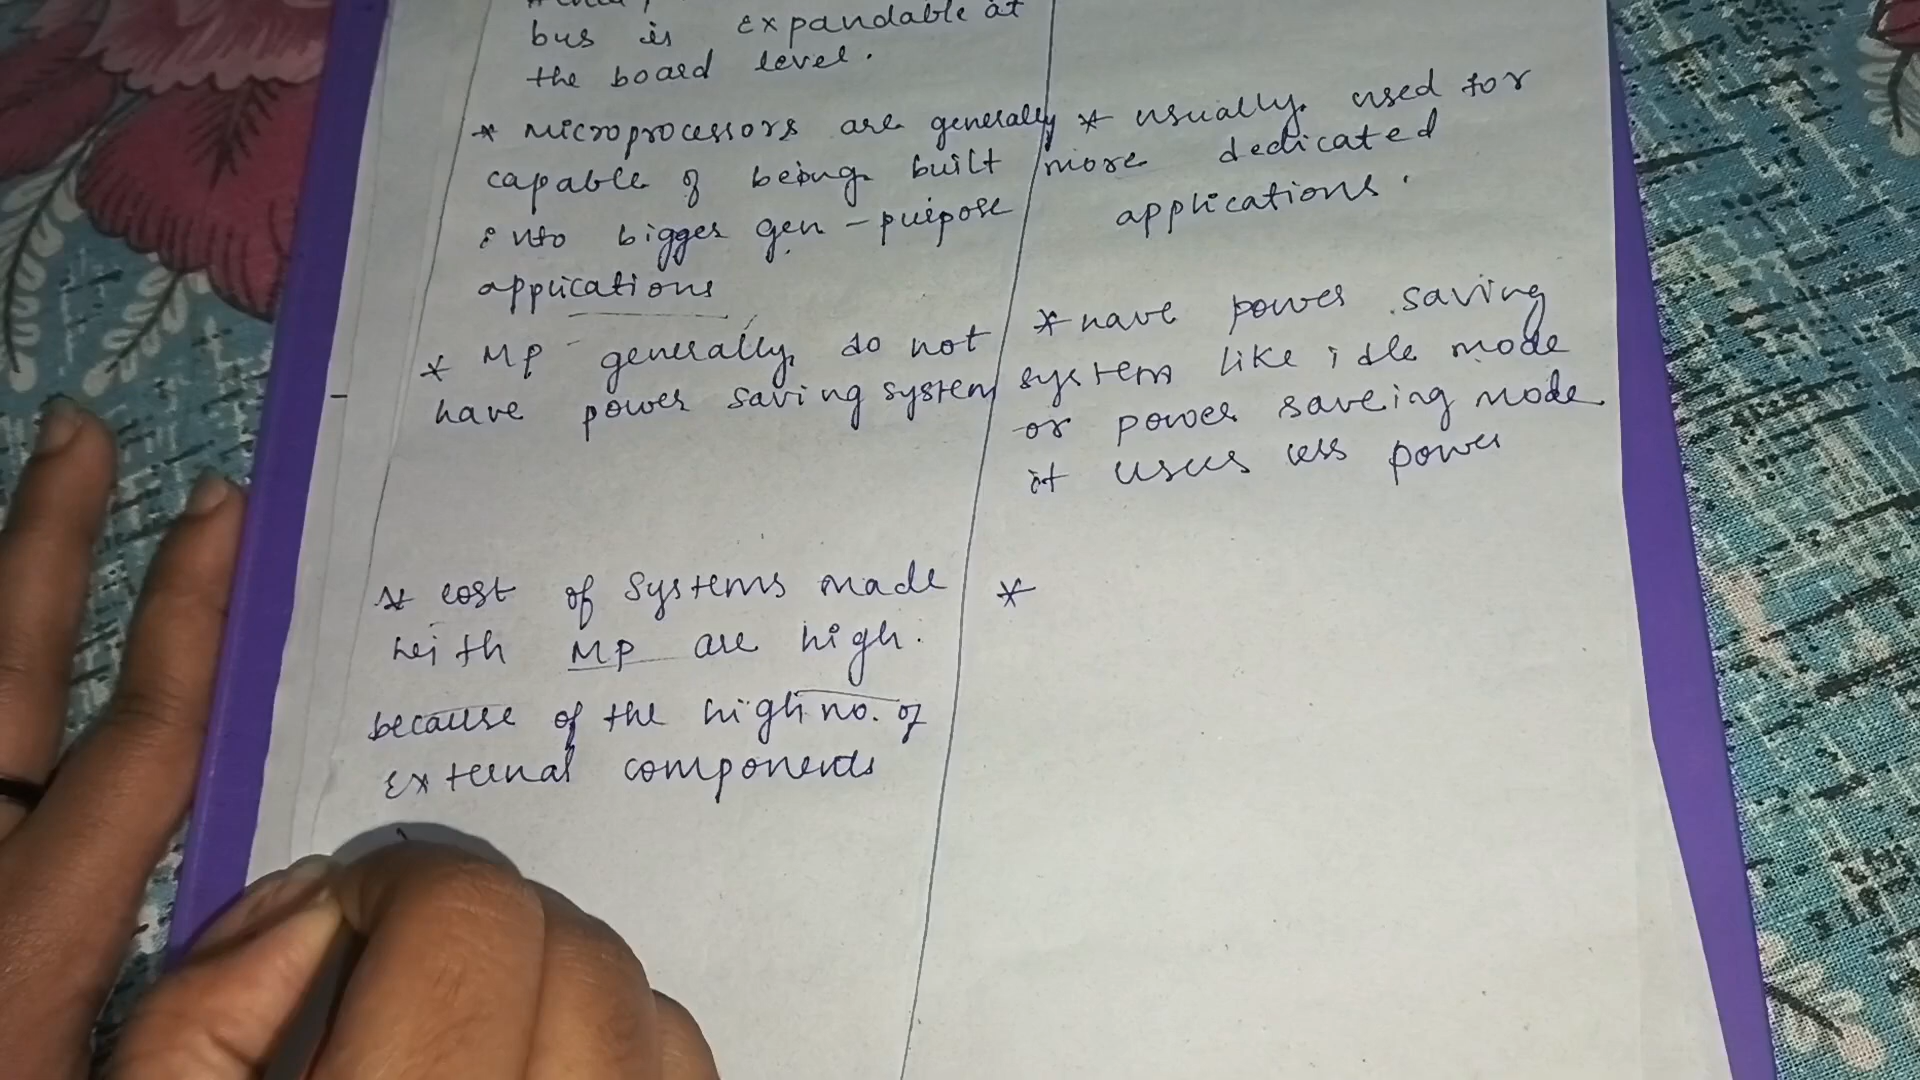 bus is expandable at
the board level.
* Microprocessors are generally
capable of being built
into bigger gen-purpose
applications
* MP generally do not
have power saving system
* cost of systems made
with MP are high.
because of the high no. of
external components
* usually used for
more dedicated
applications.
* have power saving
system like idle mode
or power saveing mode
it uses less power
*